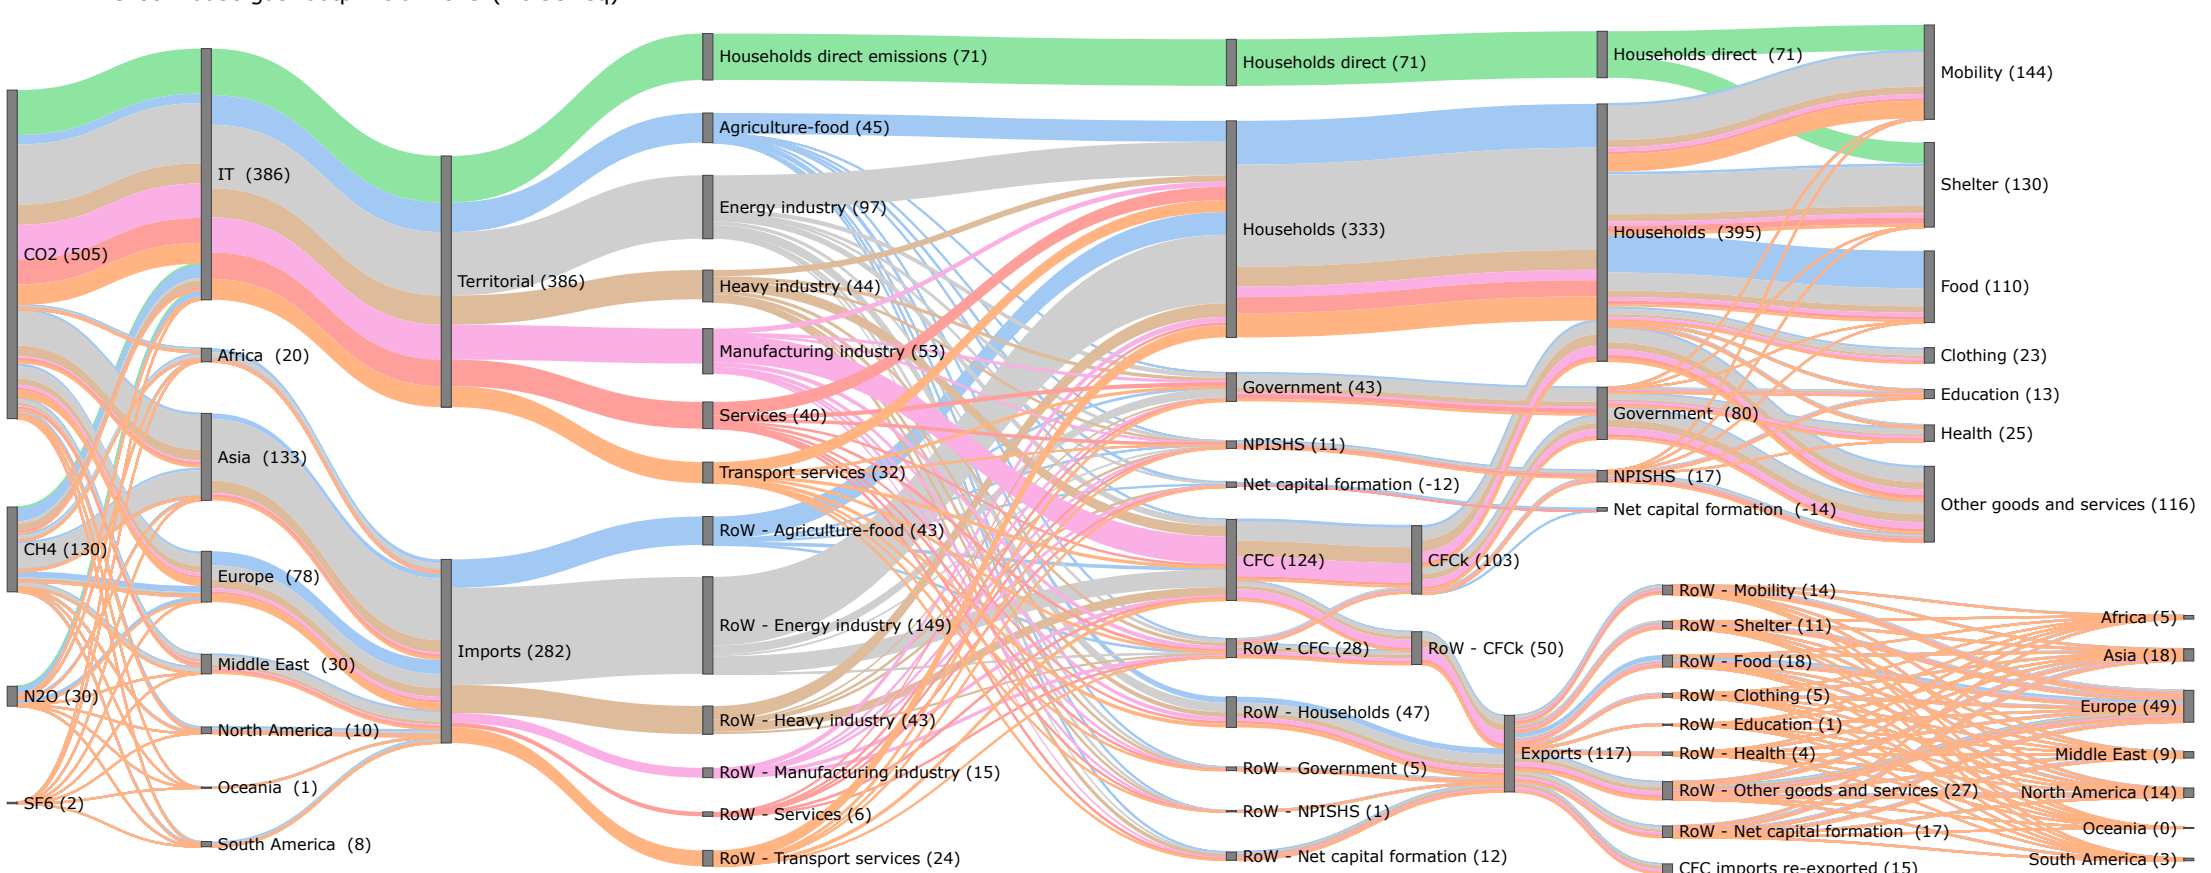 CO2 (505)
CH4 (130)
N2O (30)
SF6 (2)
IT (386)
Africa (20)
Asia (133)
Europe (78)
Middle East (30)
North America (10)
Oceania (1)
South America (8)
Territorial (386)
Imports (282)
Households direct emissions (71)
Agriculture-food (45)
Energy industry (97)
Heavy industry (44)
Manufacturing industry (53)
Services (40)
Transport services (32)
RoW - Agriculture-food (43)
RoW - Energy industry (149)
RoW - Heavy industry (43)
RoW - Manufacturing industry (15)
RoW - Services (6)
RoW - Transport services (24)
Households direct (71)
Households (333)
Government (43)
NPISHS (11)
Net capital formation (-12)
CFC (124)
RoW - CFC (28)
RoW - Households (47)
RoW - Government (5)
RoW - NPISHS (1)
RoW - Net capital formation (12)
CFCk (103)
RoW - CFCk (50)
Exports (117)
Households direct (71)
Households (395)
Government (80)
NPISHS (17)
Net capital formation (-14)
RoW - Mobility (14)
RoW - Shelter (11)
RoW - Food (18)
RoW - Clothing (5)
RoW - Education (1)
RoW - Health (4)
RoW - Other goods and services (27)
RoW - Net capital formation (17)
CFC imports re-exported (15)
Mobility (144)
Shelter (130)
Food (110)
Clothing (23)
Education (13)
Health (25)
Other goods and services (116)
Africa (5)
Asia (18)
Europe (49)
Middle East (9)
North America (14)
Oceania (0)
South America (3)